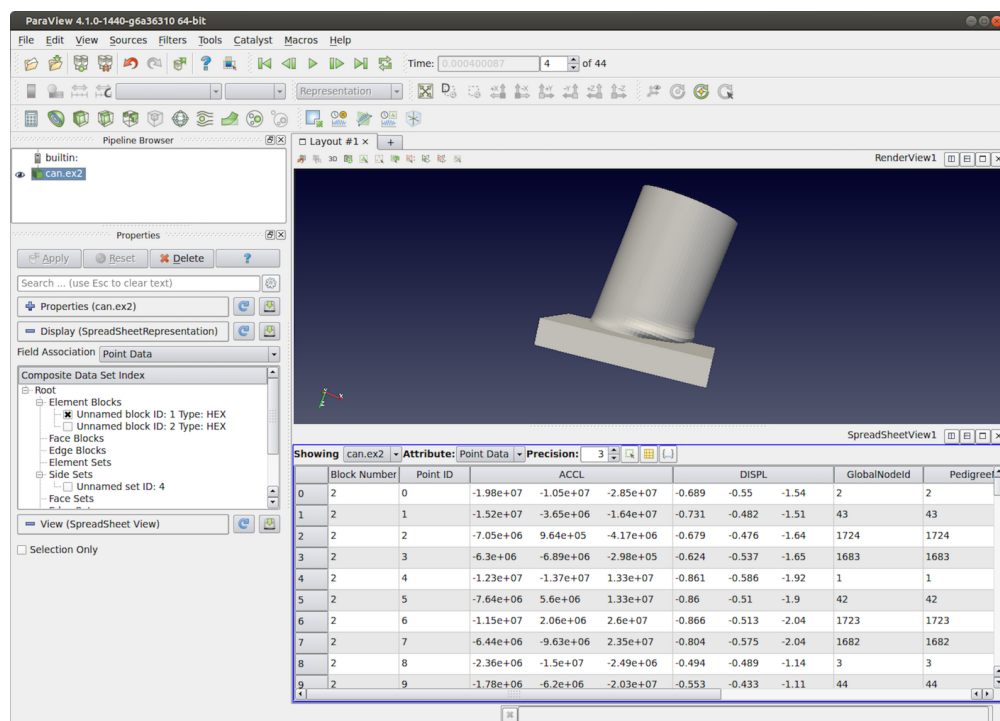 ParaView 4.1.0-1440-g6a36310 64-bit
File Edit View Sources Filters Tools Catalyst Macros Help
Time: 0.000400087 4 of 44
Representation
Pipeline Browser
builtin:
can.ex2
Properties
Apply Reset Delete ?
Search ... (use Esc to clear text)
Properties (can.ex2)
Display (SpreadSheetRepresentation)
Field Association Point Data
Composite Data Set Index
Root
Element Blocks
Unnamed block ID: 1 Type: HEX
Unnamed block ID: 2 Type: HEX
Face Blocks
Edge Blocks
Element Sets
Side Sets
Unnamed set ID: 4
Face Sets
View (SpreadSheet View)
Selection Only
Layout #1 × +
3D RenderView1
SpreadSheetView1
Showing can.ex2 Attribute: Point Data Precision: 3
Block Number Point ID ACCL DISPL GlobalNodeId
0 2 0 -1.98e+07 -1.05e+07 -2.85e+07 -0.689 -0.55 -1.54 2 2
1 2 1 -1.52e+07 -3.65e+06 -1.64e+07 -0.731 -0.482 -1.51 43 43
2 2 2 -7.05e+06 9.64e+05 -4.17e+06 -0.679 -0.476 -1.64 1724 1724
3 2 3 -6.3e+06 -6.89e+06 -2.98e+05 -0.624 -0.537 -1.65 1683 1683
4 2 4 -1.23e+07 -1.37e+07 1.33e+07 -0.861 -0.586 -1.92 1 1
5 2 5 -7.64e+06 5.6e+06 1.33e+07 -0.86 -0.51 -1.9 42 42
6 2 6 -1.15e+07 2.06e+06 2.6e+07 -0.866 -0.513 -2.04 1723 1723
7 2 7 -6.44e+06 -9.63e+06 2.35e+07 -0.804 -0.575 -2.04 1682 1682
8 2 8 -2.36e+06 -1.5e+07 -2.49e+06 -0.494 -0.489 -1.14 3 3
9 2 9 -1.78e+06 -6.2e+06 -2.03e+07 -0.553 -0.433 -1.11 44 44